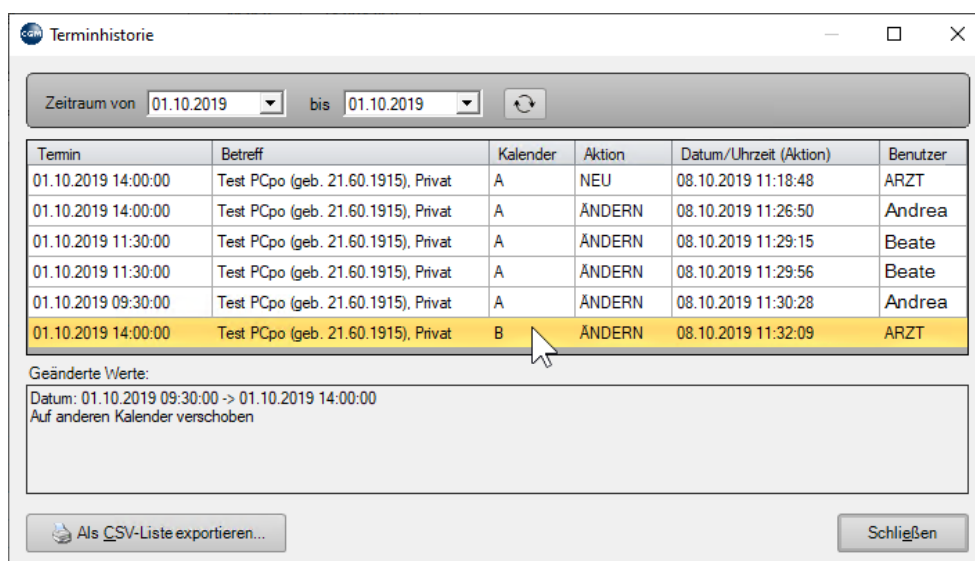 CGM Terminhistorie
Zeitraum von 01.10.2019 bis 01.10.2019
Termin Betreff Kalender Aktion Datum/Uhrzeit (Aktion) Benutzer
01.10.2019 14:00:00 Test PCpo (geb. 21.60.1915), Privat A NEU 08.10.2019 11:18:48 ARZT
01.10.2019 14:00:00 Test PCpo (geb. 21.60.1915), Privat A ÄNDERN 08.10.2019 11:26:50 Andrea
01.10.2019 11:30:00 Test PCpo (geb. 21.60.1915), Privat A ÄNDERN 08.10.2019 11:29:15 Beate
01.10.2019 11:30:00 Test PCpo (geb. 21.60.1915), Privat A ÄNDERN 08.10.2019 11:29:56 Beate
01.10.2019 09:30:00 Test PCpo (geb. 21.60.1915), Privat A ÄNDERN 08.10.2019 11:30:28 Andrea
01.10.2019 14:00:00 Test PCpo (geb. 21.60.1915), Privat B ÄNDERN 08.10.2019 11:32:09 ARZT
Geänderte Werte:
Datum: 01.10.2019 09:30:00 -> 01.10.2019 14:00:00
Auf anderen Kalender verschoben
Als CSV-Liste exportieren... Schließen